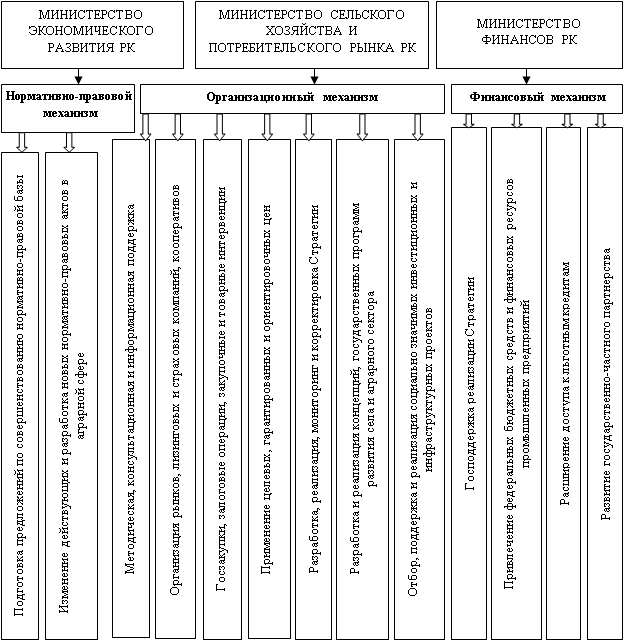 МИНИСТЕРСТВО
ЭКОНОМИЧЕСКОГО
РАЗВИТИЯ РК
МИНИСТЕРСТВО СЕЛЬСКОГО
ХОЗЯЙСТВА И
ПОТРЕБИТЕЛЬСКОГО РЫНКА РК
МИНИСТЕРСТВО
ФИНАНСОВ РК
Нормативно-правовой
механизм
Организационный механизм
Финансовый механизм
Подготовка предложений по совершенствованию нормативно-правовой базы
Изменение действующих и разработка новых нормативно-правовых актов в
аграрной сфере
Методическая, консультационная и информационная поддержка
Организация рынков, лизинговых и страховых компаний, кооперативов
Госзакупки, залоговые операции, закупочные и товарные интервенции
Применение целевых, гарантированных и ориентировочных цен
Разработка, реализация, мониторинг и корректировка Стратегии
Разработка и реализация концепций, государственных программ
развития села и аграрного сектора
Отбор, поддержка и реализация социально значимых инвестиционных и
инфраструктурных проектов
Господдержка реализации Стратегии
Привлечение федеральных бюджетных средств и финансовых ресурсов
промышленных предприятий
Расширение доступа к льготным кредитам
Развитие государственно-частного партнерства